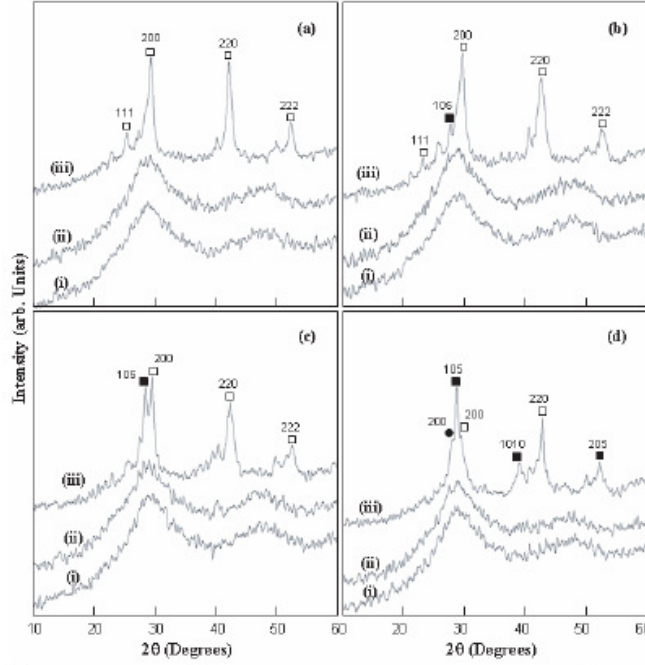 (a)
200
220
111
222
(iii)
(ii)
(i)
(b)
200
220
105
111
222
(iii)
(ii)
(i)
Intensity (arb. Units)
(c)
105
200
220
222
(iii)
(ii)
(i)
10 20 30 40 50 60
2θ (Degrees)
(d)
105
200
200
220
1010
205
(iii)
(ii)
(i)
20 30 40 50 60
2θ (Degrees)